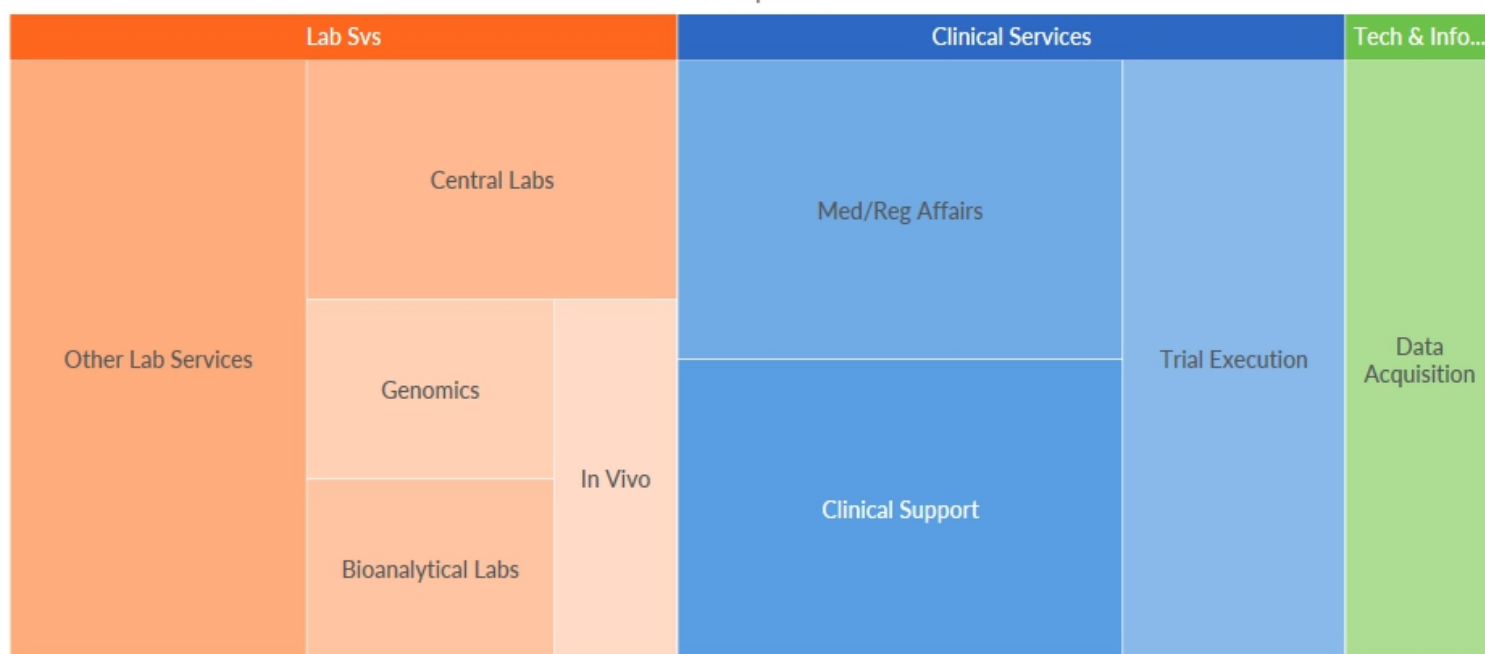 Lab Svs
Clinical Services
Tech & Info...
Other Lab Services
Central Labs
Genomics
Bioanalytical Labs
In Vivo
Med/Reg Affairs
Clinical Support
Trial Execution
Data
Acquisition